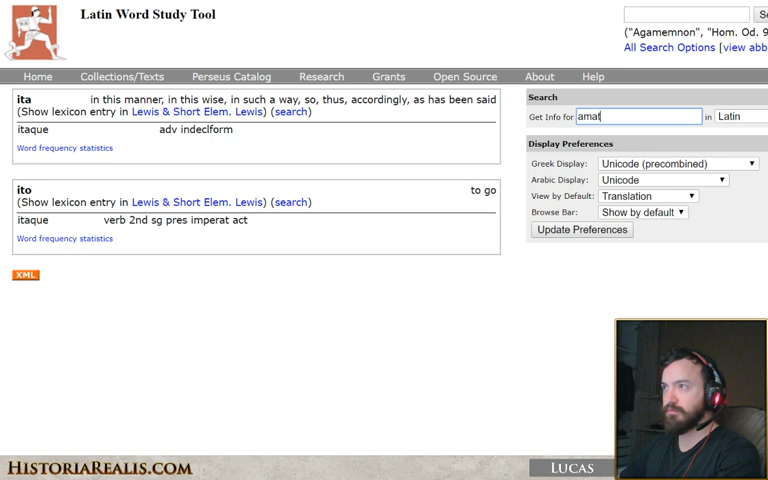 Latin Word Study Tool
("Agamemnon", "Hom. Od. 9
All Search Options [view abb
Home Collections/Texts Perseus Catalog Research Grants Open Source About Help
ita in this manner, in this wise, in such a way, so, thus, accordingly, as has been said
(Show lexicon entry in Lewis & Short Elem. Lewis) (search)
itaque adv indeclform
Word frequency statistics
ito to go
(Show lexicon entry in Lewis & Short Elem. Lewis) (search)
itaque verb 2nd sg pres imperat act
Word frequency statistics
XML
Search
Get Info for amat in Latin
Display Preferences
Greek Display: Unicode (precombined)
Arabic Display: Unicode
View by Default: Translation
Browse Bar: Show by default
Update Preferences
HistoriaRealis.com
Lucas